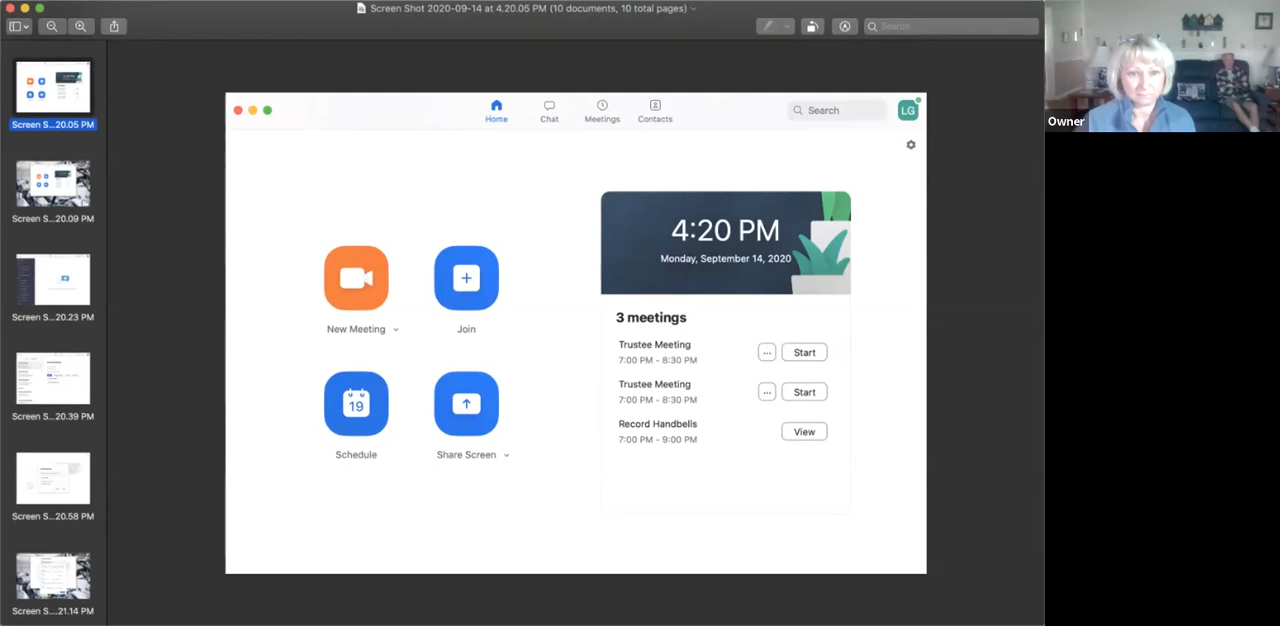 Screen Shot 2020-09-14 at 4.20.05 PM (10 documents, 10 total pages)
Search
Screen S...20.05 PM
Screen S...20.09 PM
Screen S...20.23 PM
Screen S...20.39 PM
Screen S...20.58 PM
Screen S....21.14 PM
Home
Chat
Meetings
Contacts
Search
LG
4:20 PM
Monday, September 14, 2020
New Meeting
Join
19
Schedule
Share Screen
3 meetings
Trustee Meeting
7:00 PM - 8:30 PM
... Start
Trustee Meeting
7:00 PM - 8:30 PM
... Start
Record Handbells
7:00 PM - 9:00 PM
View
Owner